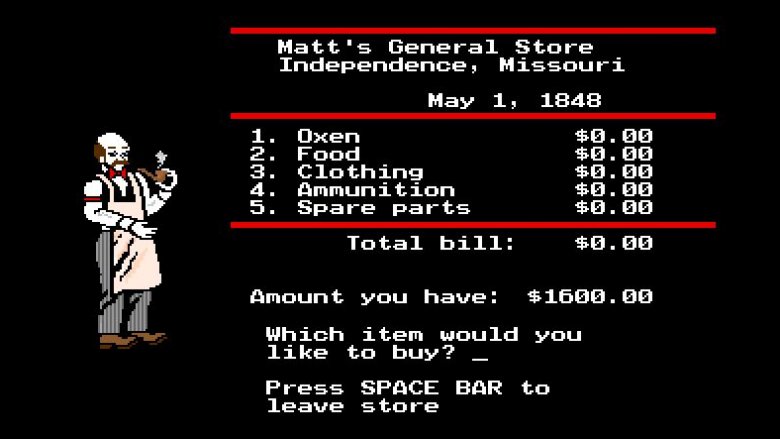 Matt's General Store
Independence, Missouri
May 1, 1848
1. Oxen $0.00
2. Food $0.00
3. Clothing $0.00
4. Ammunition $0.00
5. Spare parts $0.00
Total bill: $0.00
Amount you have: $1600.00
Which item would you
like to buy? _
Press SPACE BAR to
leave store